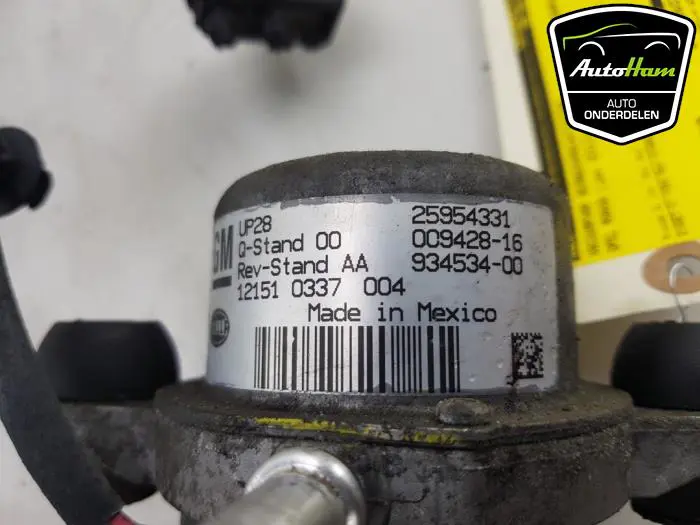 AutoHam
AUTO
ONDERDELEN
GM
UP28 25954331
Q-Stand 00 009428-16
Rev-Stand AA 934534-00
12151 0337 004
Made in Mexico